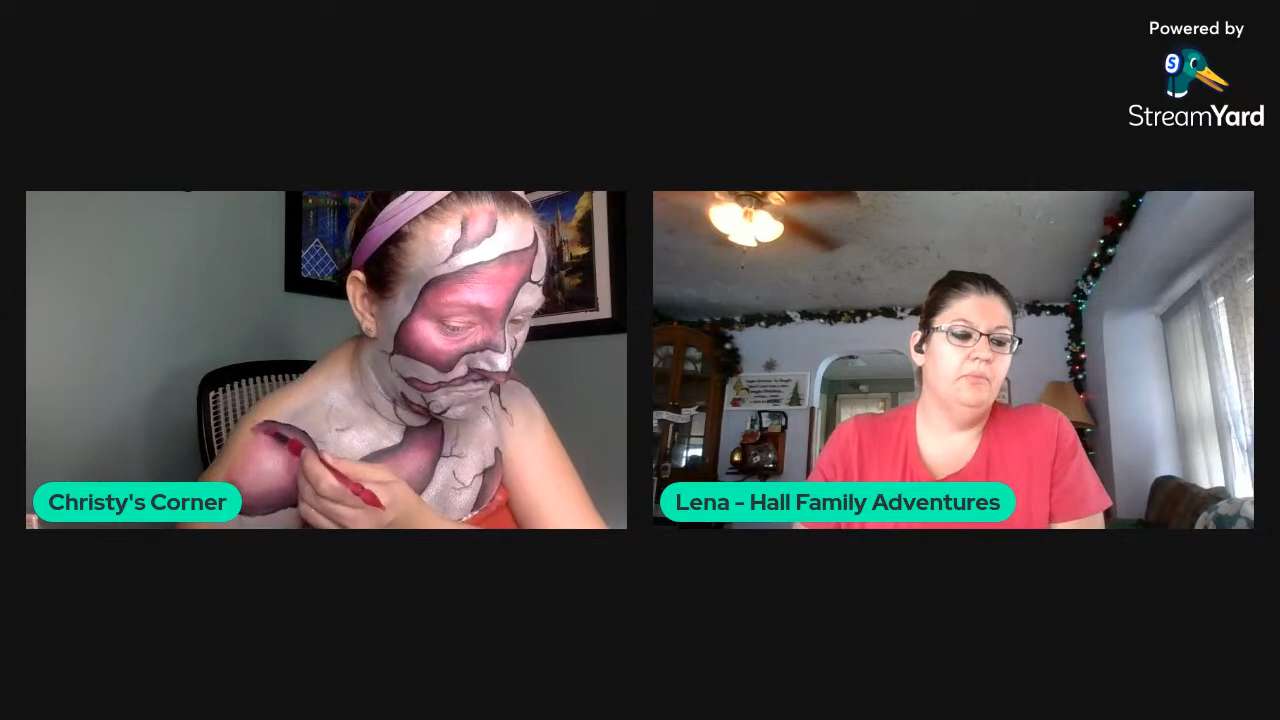 Powered by
S
StreamYard
Christy's Corner
Lena - Hall Family Adventures